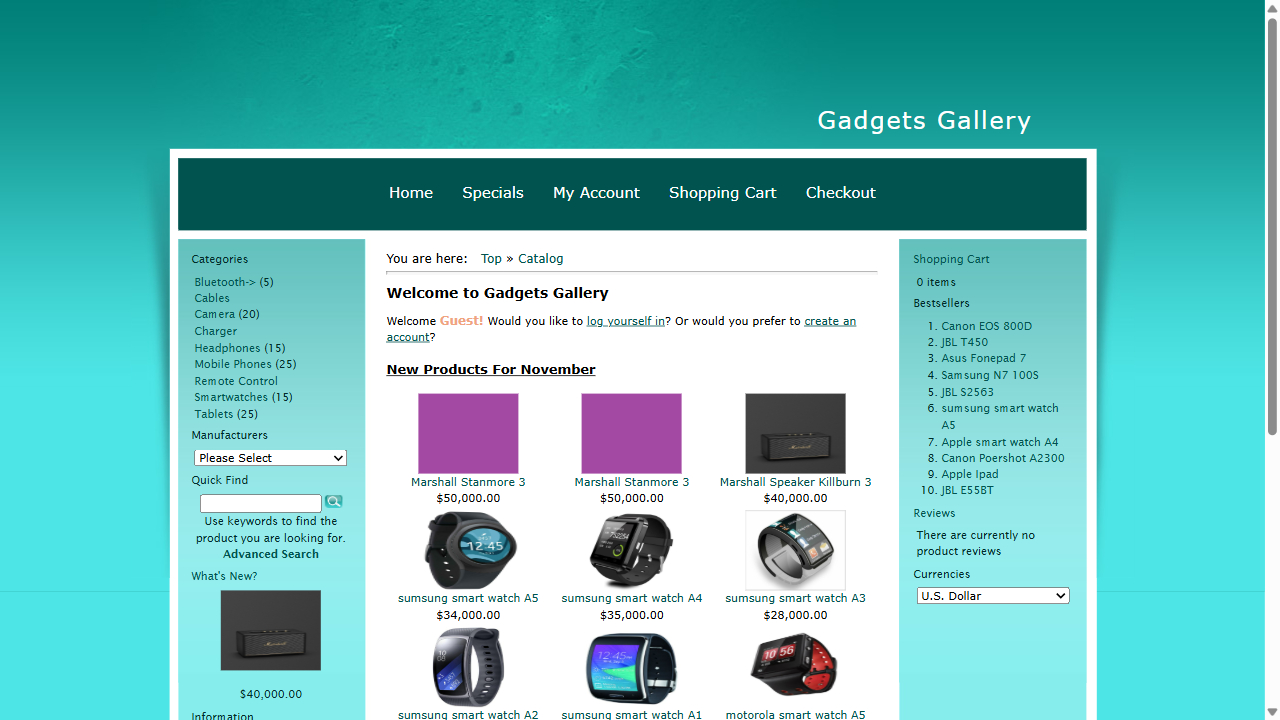 Gadgets Gallery
Home Specials My Account Shopping Cart Checkout
Categories
Bluetooth-> (5)
Cables
Camera (20)
Charger
Headphones (15)
Mobile Phones (25)
Remote Control
Smartwatches (15)
Tablets (25)
Manufacturers
Please Select
Quick Find
Use keywords to find the
product you are looking for.
Advanced Search
What's New?
$40,000.00
Information
You are here: Top » Catalog
Welcome to Gadgets Gallery
Welcome Guest! Would you like to log yourself in? Or would you prefer to create an
account?
New Products For November
Marshall Stanmore 3
$50,000.00
Marshall Stanmore 3
$50,000.00
Marshall Speaker Killburn 3
$40,000.00
sumsung smart watch A5
$34,000.00
sumsung smart watch A4
$35,000.00
sumsung smart watch A3
$28,000.00
sumsung smart watch A2
sumsung smart watch A1
motorola smart watch A5
Shopping Cart
0 items
Bestsellers
1. Canon EOS 800D
2. JBL T450
3. Asus Fonepad 7
4. Samsung N7 100S
5. JBL S2563
6. sumsung smart watch
A5
7. Apple smart watch A4
8. Canon Poershot A2300
9. Apple Ipad
10. JBL E55BT
Reviews
There are currently no
product reviews
Currencies
U.S. Dollar